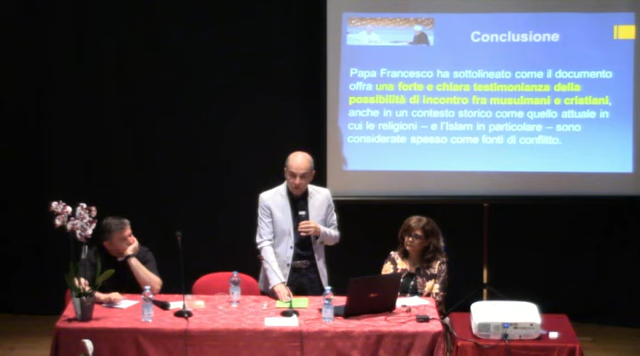 Conclusione
Papa Francesco ha sottolineato come il documento
offra una forte e chiara testimonianza della
possibilità di incontro fra musulmani e cristiani,
anche in un contesto storico come quello attuale in
cui le religioni – e l'Islam in particolare – sono
considerate spesso come fonti di conflitto.